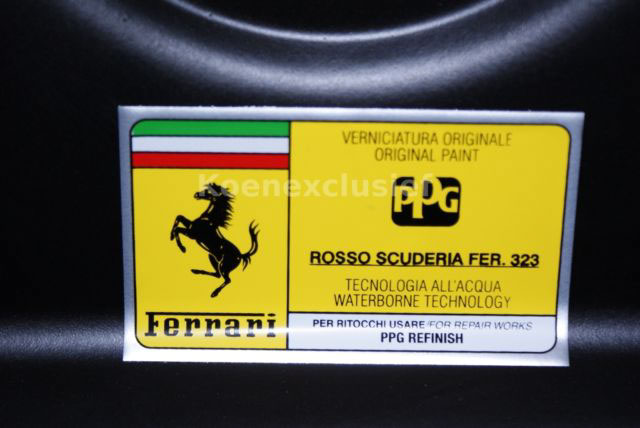 VERNICIATURA ORIGINALE
ORIGINAL PAINT
Koenexclusief
PPG
ROSSO SCUDERIA FER. 323
TECNOLOGIA ALL'ACQUA
WATERBORNE TECHNOLOGY
Ferrari
PER RITOCCHI USARE/FOR REPAIR WORKS
PPG REFINISH